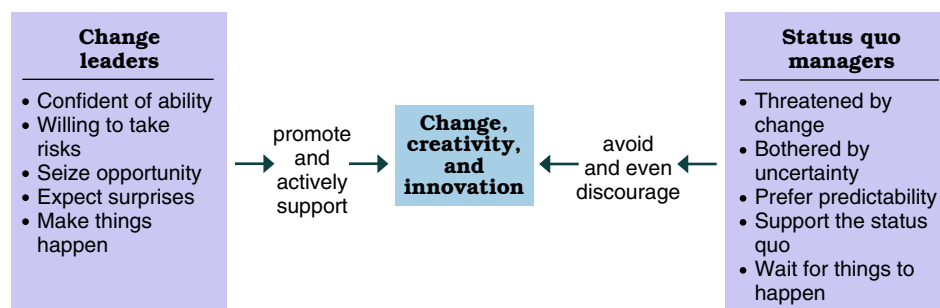 Change
leaders
• Confident of ability
• Willing to take
risks
• Seize opportunity
• Expect surprises
• Make things
happen
promote
and
actively
support
Change,
creativity,
and
innovation
avoid
and even
discourage
Status quo
managers
• Threatened by
change
• Bothered by
uncertainty
• Prefer predictability
• Support the status
quo
• Wait for things to
happen